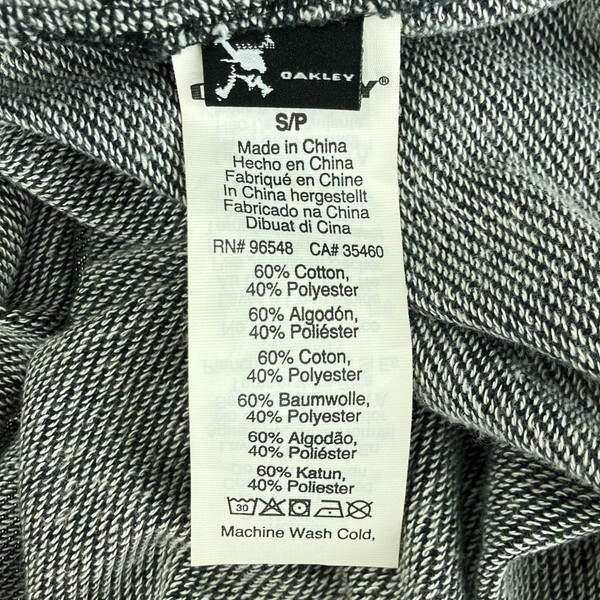 OAKLEY
Y®
S/P
Made in China
Hecho en China
Fabriqué en Chine
In China hergestellt
Fabricado na China
Dibuat di Cina
RN# 96548 CA# 35460
60% Cotton,
40% Polyester
60% Algodón,
40% Poliéster
60% Coton,
40% Polyester
60% Baumwolle,
40% Polyester
60% Algodão,
40% Poliéster
60% Katun,
40% Poliester
30
Machine Wash Cold,